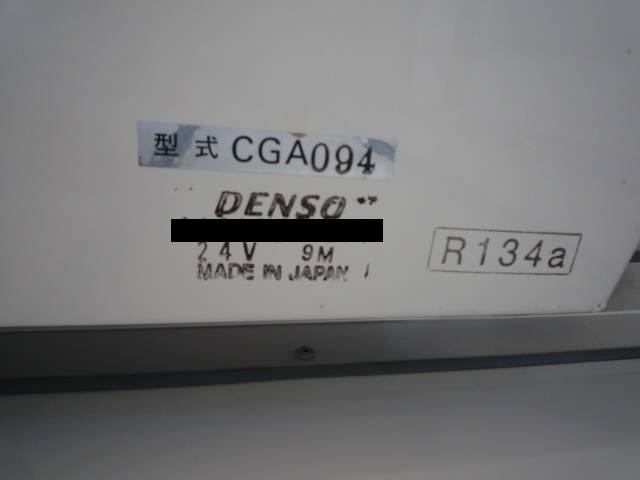 型式 CGA094
DENSO
24V 9M
MADE IN JAPAN
R134a